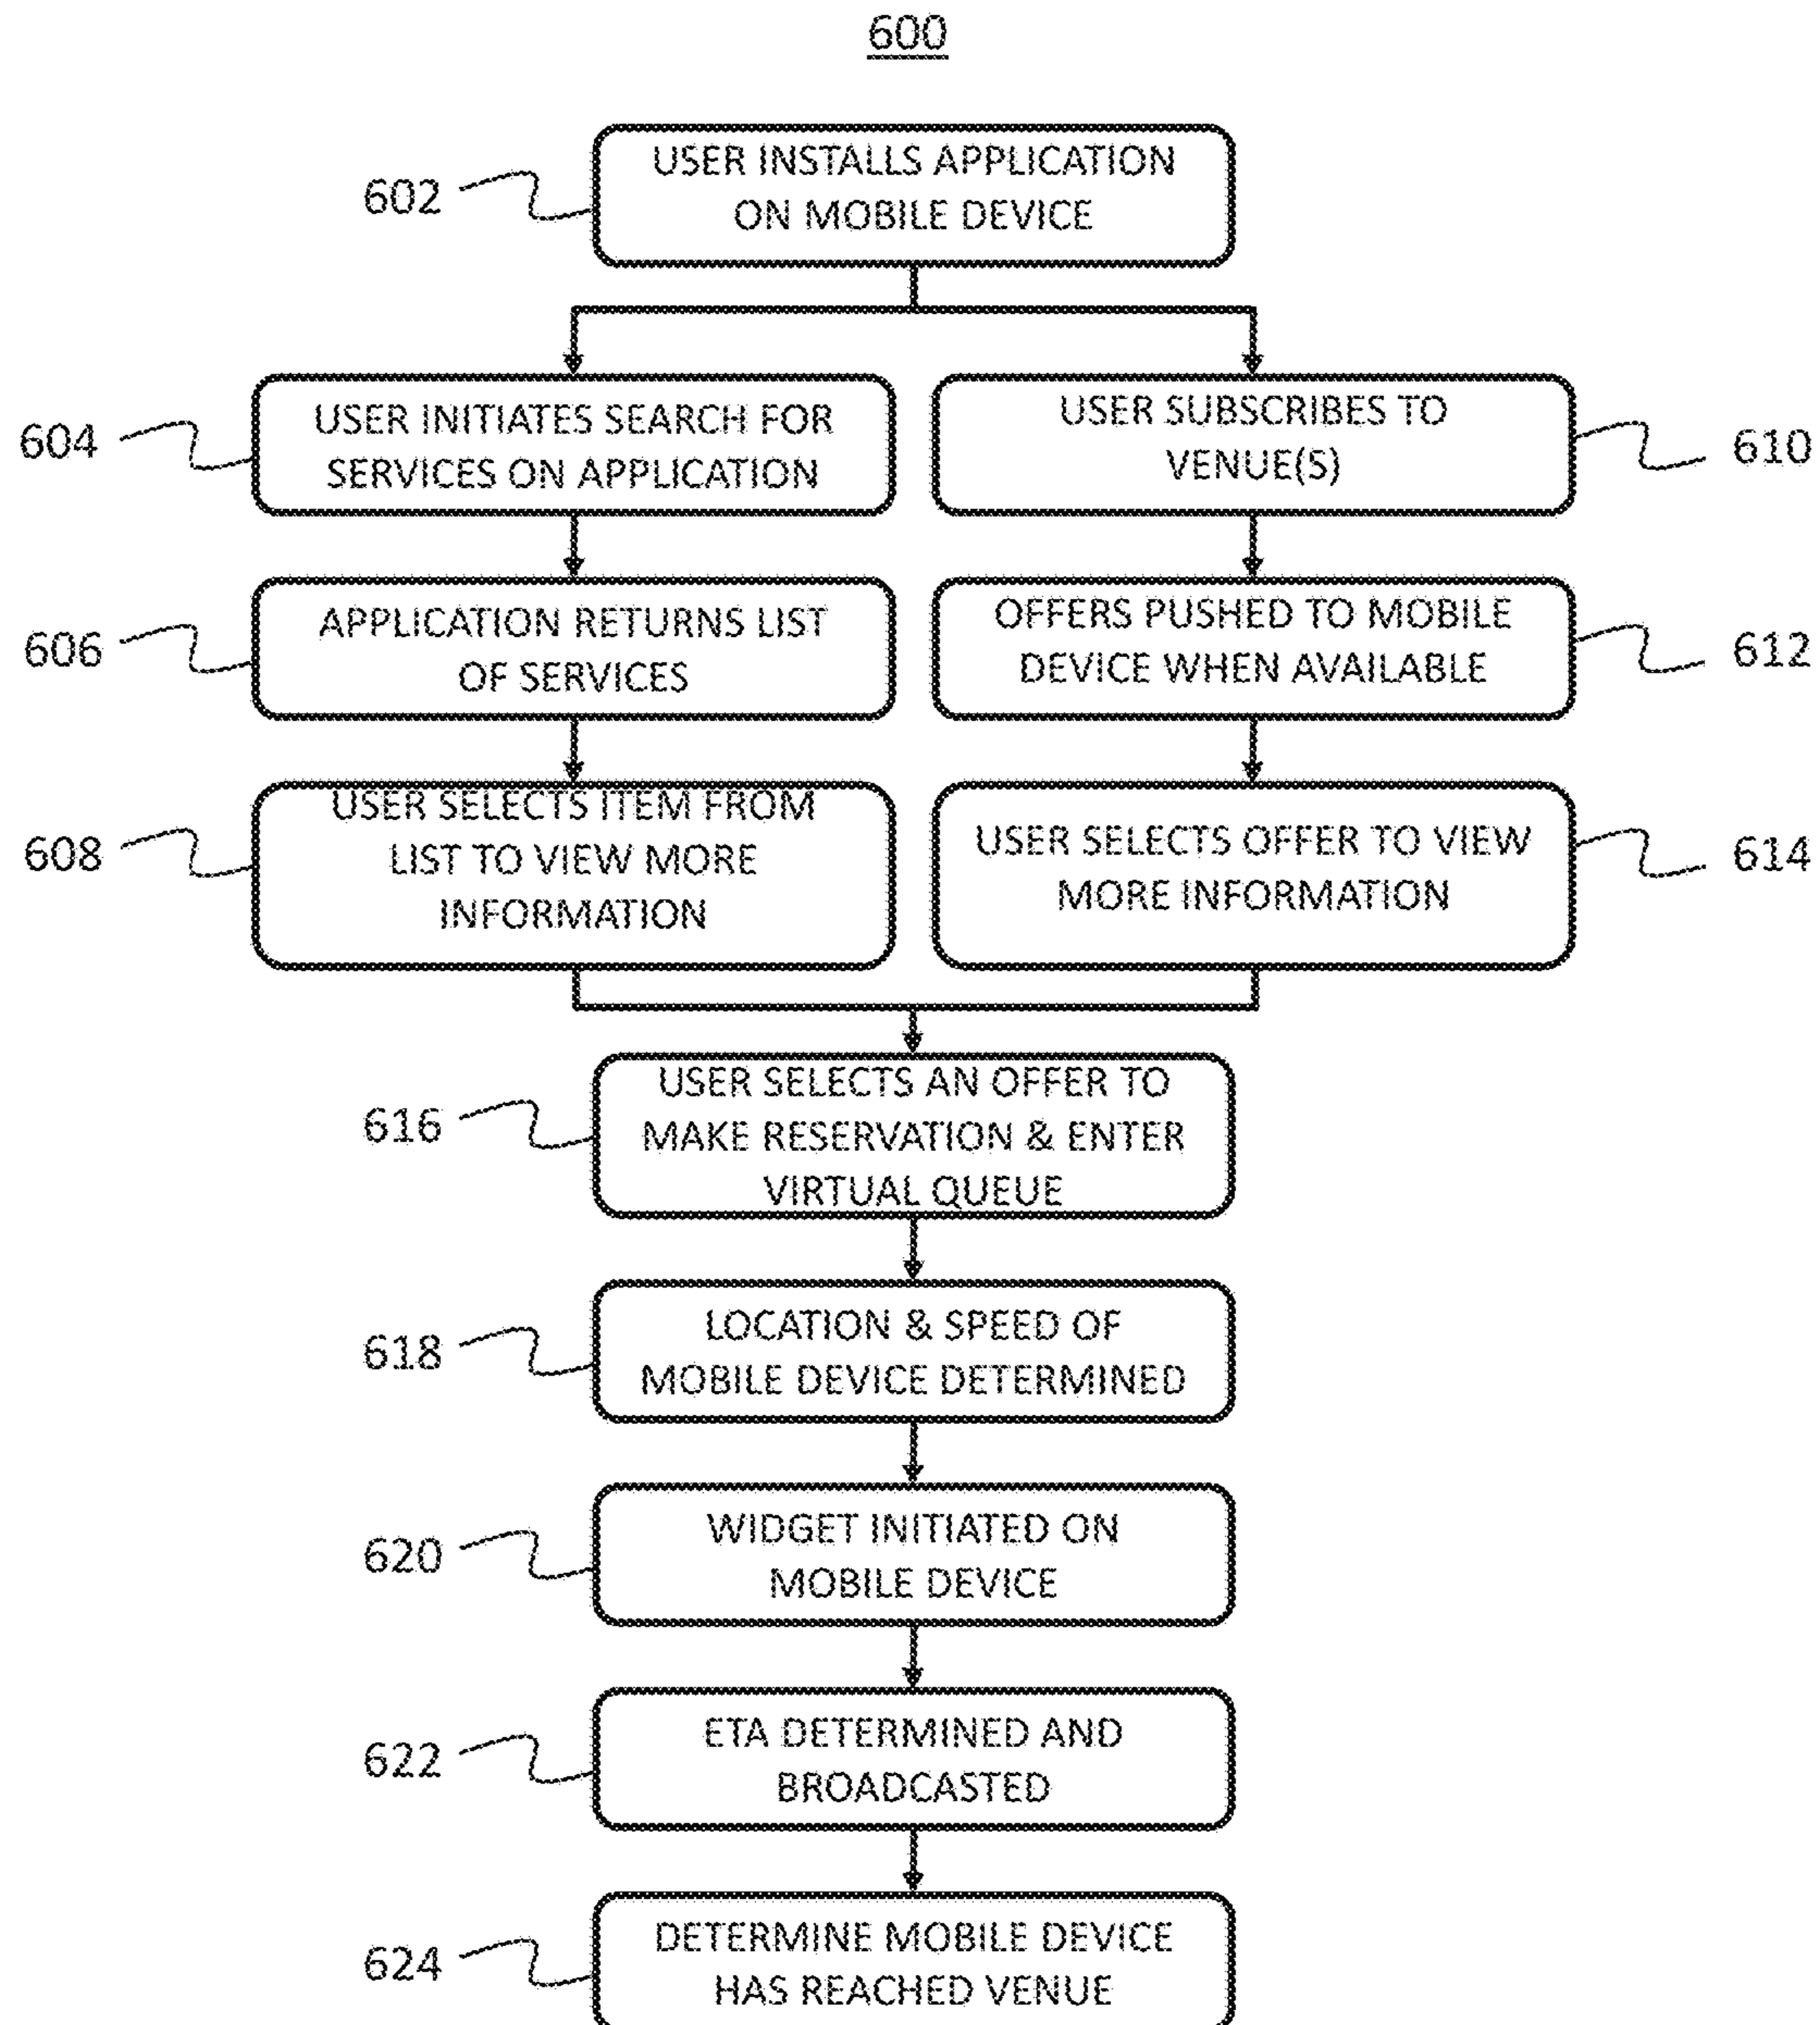 600
602
USER INSTALLS APPLICATION
ON MOBILE DEVICE
604
USER INITIATES SEARCH FOR
SERVICES ON APPLICATION
USER SUBSCRIBES TO
VENUE(S)
610
606
APPLICATION RETURNS LIST
OF SERVICES
OFFERS PUSHED TO MOBILE
DEVICE WHEN AVAILABLE
612
608
USER SELECTS ITEM FROM
LIST TO VIEW MORE
INFORMATION
USER SELECTS OFFER TO VIEW
MORE INFORMATION
614
616
USER SELECTS AN OFFER TO
MAKE RESERVATION & ENTER
VIRTUAL QUEUE
618
LOCATION & SPEED OF
MOBILE DEVICE DETERMINED
620
WIDGET INITIATED ON
MOBILE DEVICE
622
ETA DETERMINED AND
BROADCASTED
624
DETERMINE MOBILE DEVICE
HAS REACHED VENUE